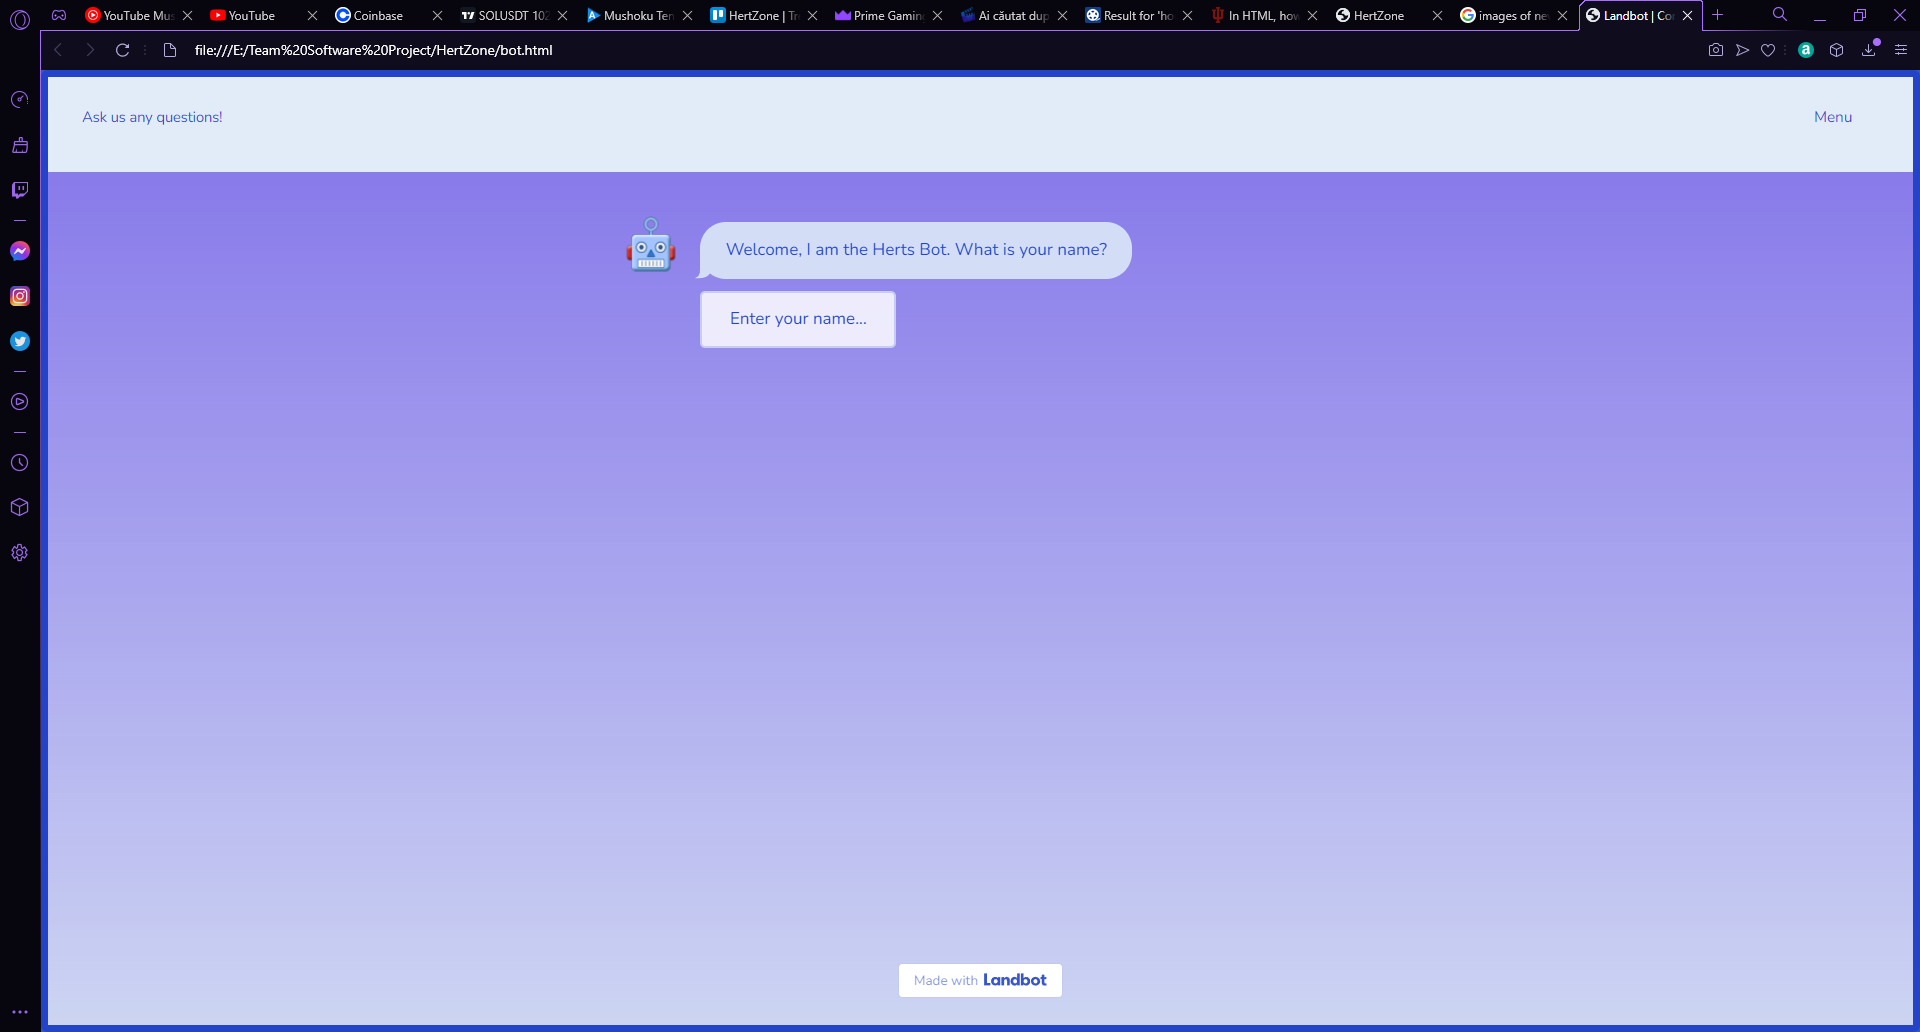 YouTube Mus
YouTube
Coinbase
SOLUSDT 102
Mushoku Ten
HertZone | Tr
Prime Gaming
Ai căutat dup
Result for 'ho
In HTML, how
HertZone
images of ne
Landbot | Co
file:///E:/Team%20Software%20Project/HertZone/bot.html
Ask us any questions!
Menu
Welcome, I am the Herts Bot. What is your name?
Enter your name...
Made with Landbot